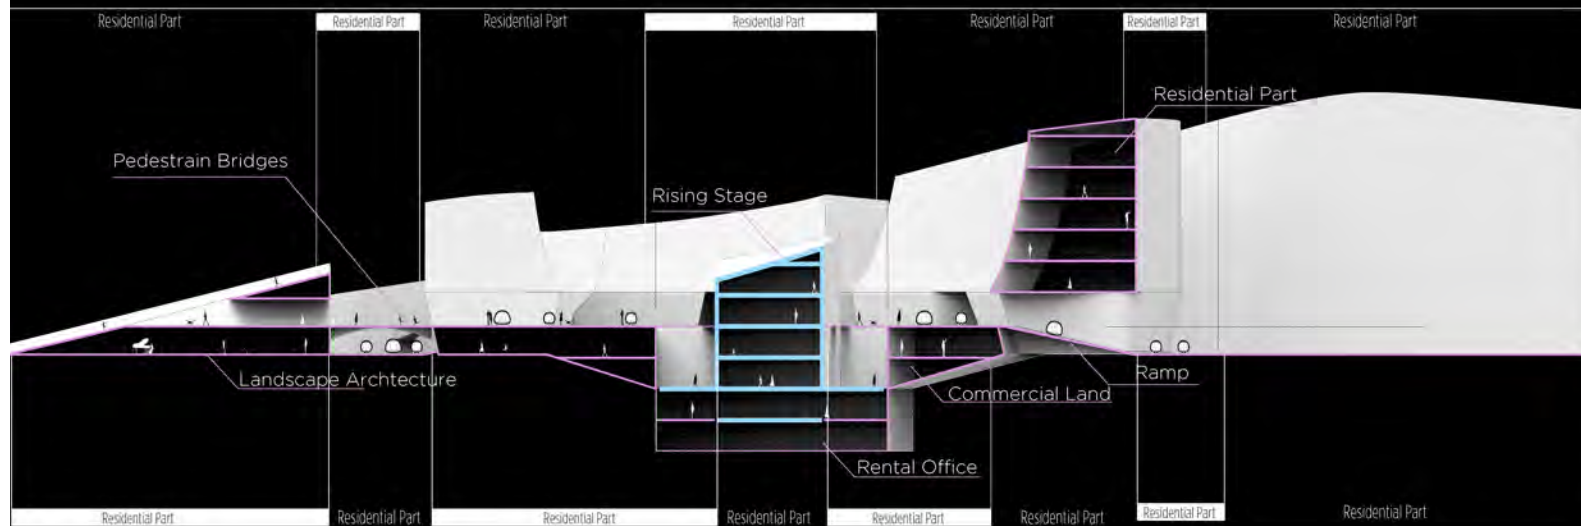 Residential Part
Residential Part
Residential Part
Residential Part
Residential Part
Residential Part
Residential Part
Residential Part
Pedestrain Bridges
Rising Stage
Landscape Archtecture
Ramp
Commercial Land
Rental Office
Residential Part
Residential Part
Residential Part
Residential Part
Residential Part
Residential Part
Residential Part
Residential Part